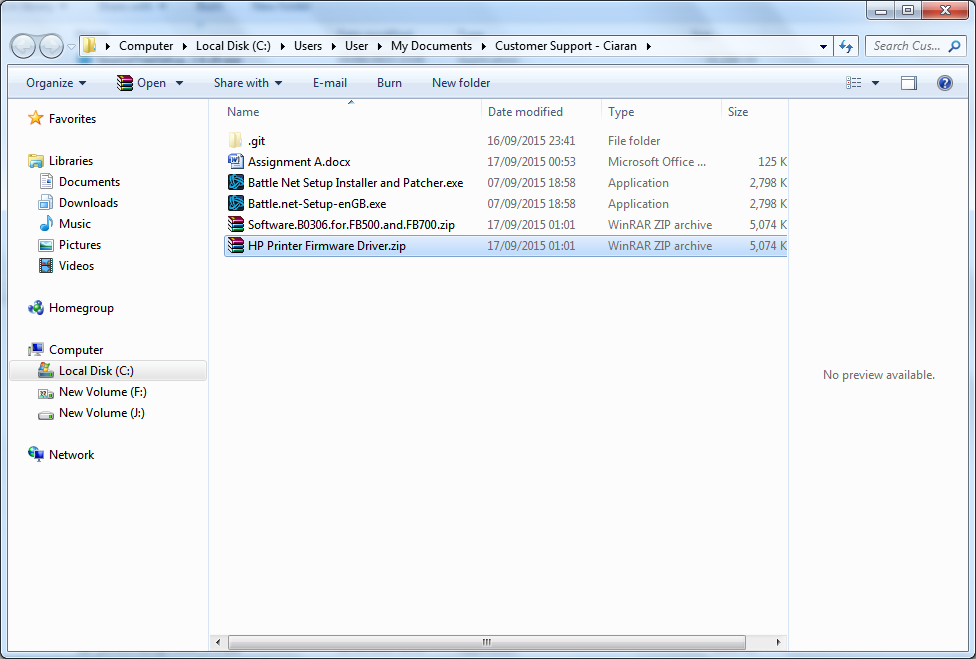 Computer Local Disk (C:) Users User My Documents Customer Support - Ciaran Search Cus...
Organize Open Share with E-mail Burn New folder
Favorites
Libraries
Documents
Downloads
Music
Pictures
Videos
Homegroup
Computer
Local Disk (C:)
New Volume (F:)
New Volume (J:)
Network
Name Date modified Type Size
.git 16/09/2015 23:41 File folder
Assignment A.docx 17/09/2015 00:53 Microsoft Office ... 125 K
Battle Net Setup Installer and Patcher.exe 07/09/2015 18:58 Application 2,798 K
Battle.net-Setup-enGB.exe 07/09/2015 18:58 Application 2,798 K
Software.B0306.for.FB500.and.FB700.zip 17/09/2015 01:01 WinRAR ZIP archive 5,074 K
HP Printer Firmware Driver.zip 17/09/2015 01:01 WinRAR ZIP archive 5,074 K
No preview available.